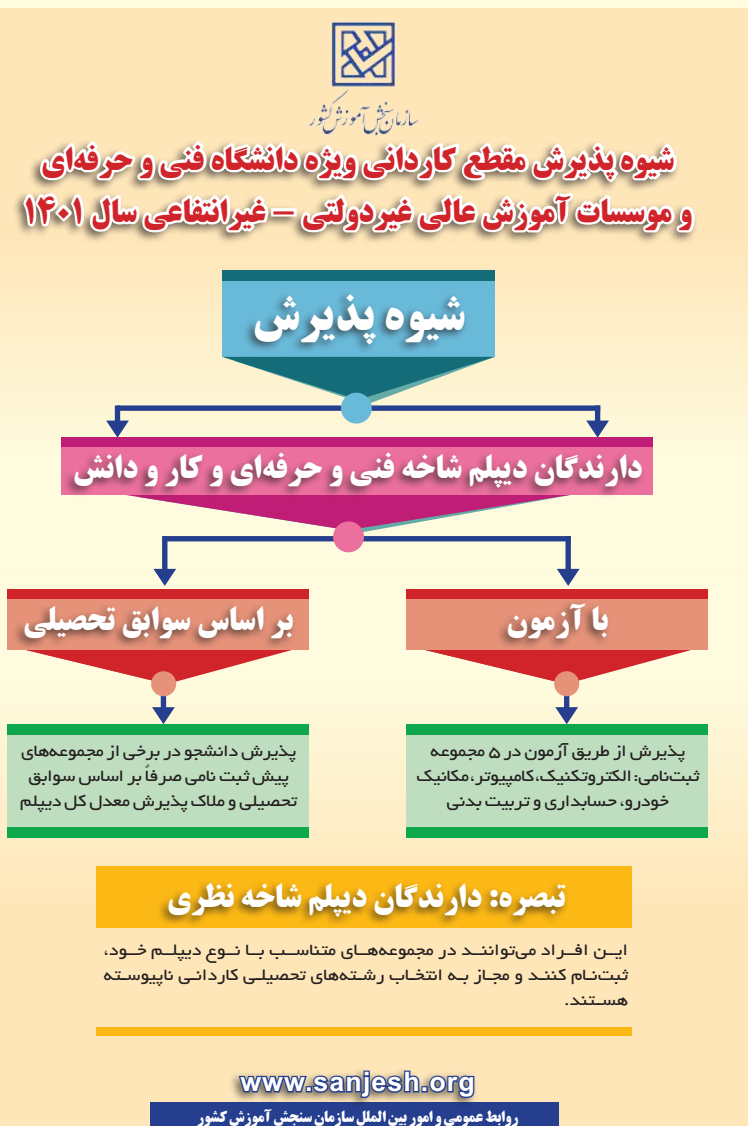 سازمان سنجش آموزش کشور
شیوه پذیرش مقطع کاردانی ویژه دانشگاه فنی و حرفه‌ای
و موسسات آموزش عالی غیردولتی – غیرانتفاعی سال ۱۴۰۱
شیوه پذیرش
دارندگان دیپلم شاخه فنی و حرفه‌ای و کار و دانش
با آزمون
پذیرش از طریق آزمون در ۵ مجموعه
ثبت‌نامی: الکتروتکنیک، کامپیوتر، مکانیک
خودرو، حسابداری و تربیت بدنی
بر اساس سوابق تحصیلی
پذیرش دانشجو در برخی از مجموعه‌های
پیش ثبت نامی صرفاً بر اساس سوابق
تحصیلی و ملاک پذیرش معدل کل دیپلم
تبصره: دارندگان دیپلم شاخه نظری
این افراد می‌توانند در مجموعه‌های متناسب با نوع دیپلم خود،
ثبت‌نام کنند و مجاز به انتخاب رشته‌های تحصیلی کاردانی ناپیوسته
هستند.
www.sanjesh.org
روابط عمومی و امور بین الملل سازمان سنجش آموزش کشور